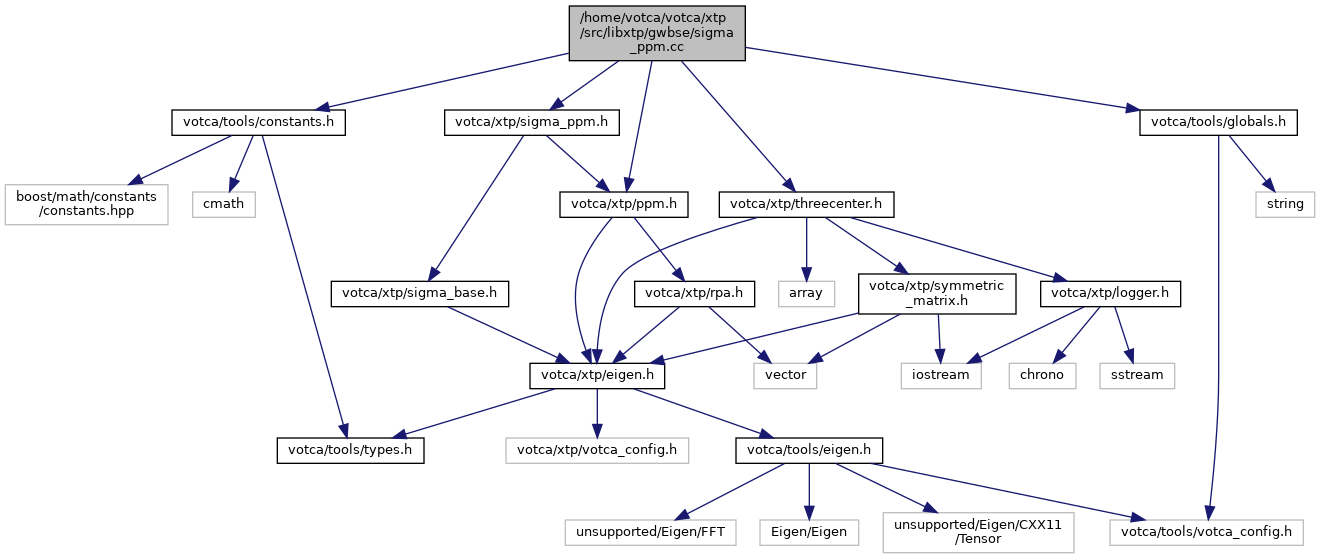 /home/votca/votca/xtp
/src/libxtp/gwbse/sigma
_ppm.cc
votca/tools/constants.h
votca/xtp/sigma_ppm.h
votca/tools/globals.h
boost/math/constants
/constants.hpp
cmath
votca/xtp/ppm.h
votca/xtp/threecenter.h
string
votca/xtp/sigma_base.h
votca/xtp/rpa.h
array
votca/xtp/symmetric
_matrix.h
votca/xtp/logger.h
votca/xtp/eigen.h
vector
iostream
chrono
sstream
votca/tools/types.h
votca/xtp/votca_config.h
votca/tools/eigen.h
unsupported/Eigen/FFT
Eigen/Eigen
unsupported/Eigen/CXX11
/Tensor
votca/tools/votca_config.h